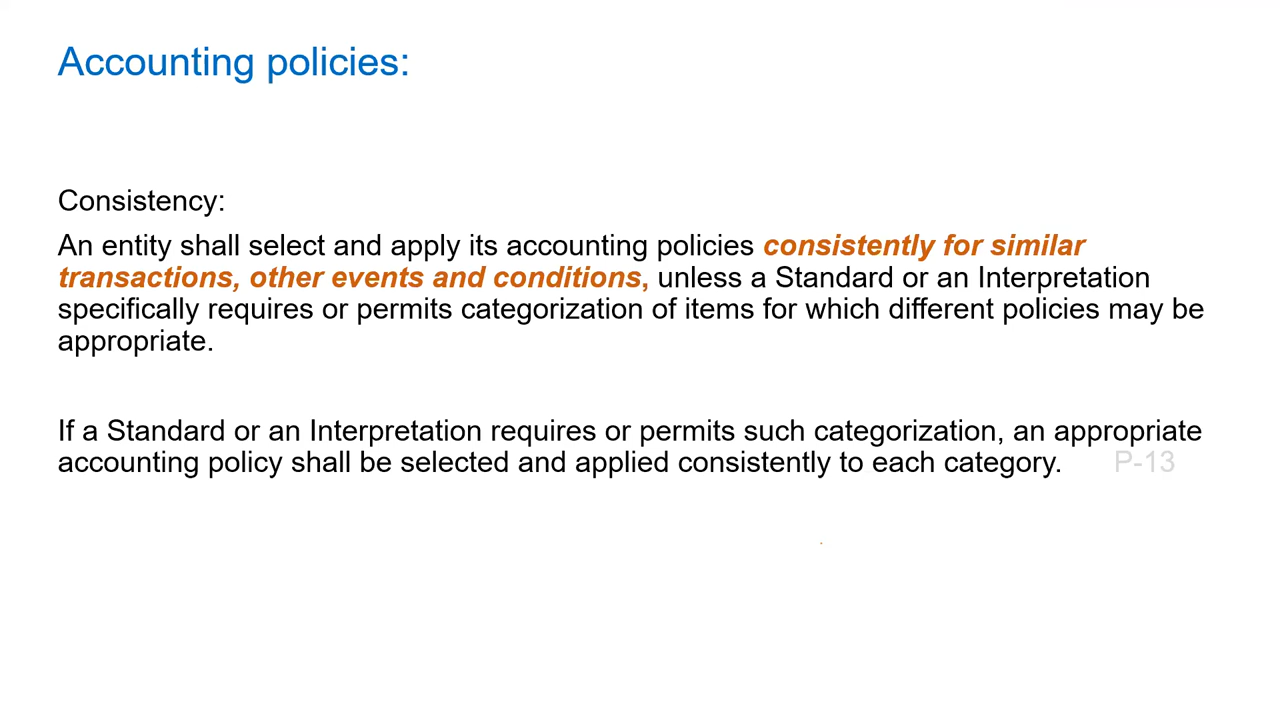 Accounting policies:
Consistency:
An entity shall select and apply its accounting policies consistently for similar
transactions, other events and conditions, unless a Standard or an Interpretation
specifically requires or permits categorization of items for which different policies may be
appropriate.
If a Standard or an Interpretation requires or permits such categorization, an appropriate
accounting policy shall be selected and applied consistently to each category. P-13